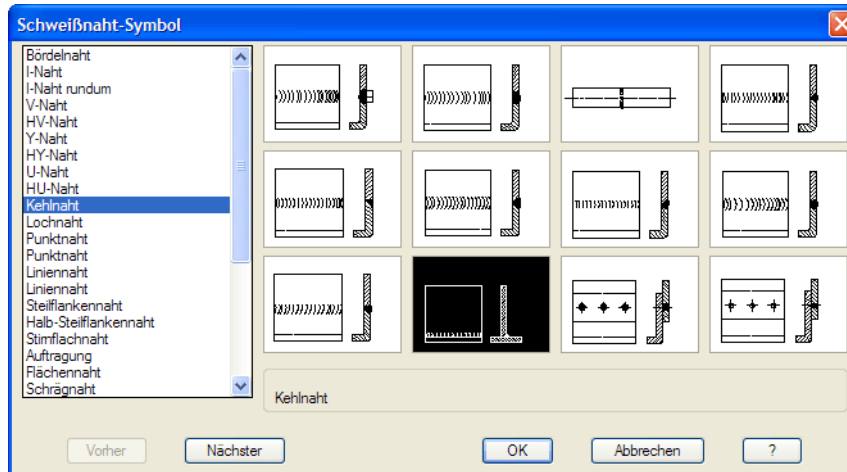 Schweißnaht-Symbol
Bördelnaht
I-Naht
I-Naht rundum
V-Naht
HV-Naht
Y-Naht
HY-Naht
U-Naht
HU-Naht
Kehlnaht
Lochnaht
Punktnaht
Punktnaht
Liniennaht
Liniennaht
Steilflankennaht
Halb-Steilflankennaht
Stirnflachnaht
Auftragung
Flächennaht
Schrägnaht
Kehlnaht
Vorher
Nächster
OK
Abbrechen
?